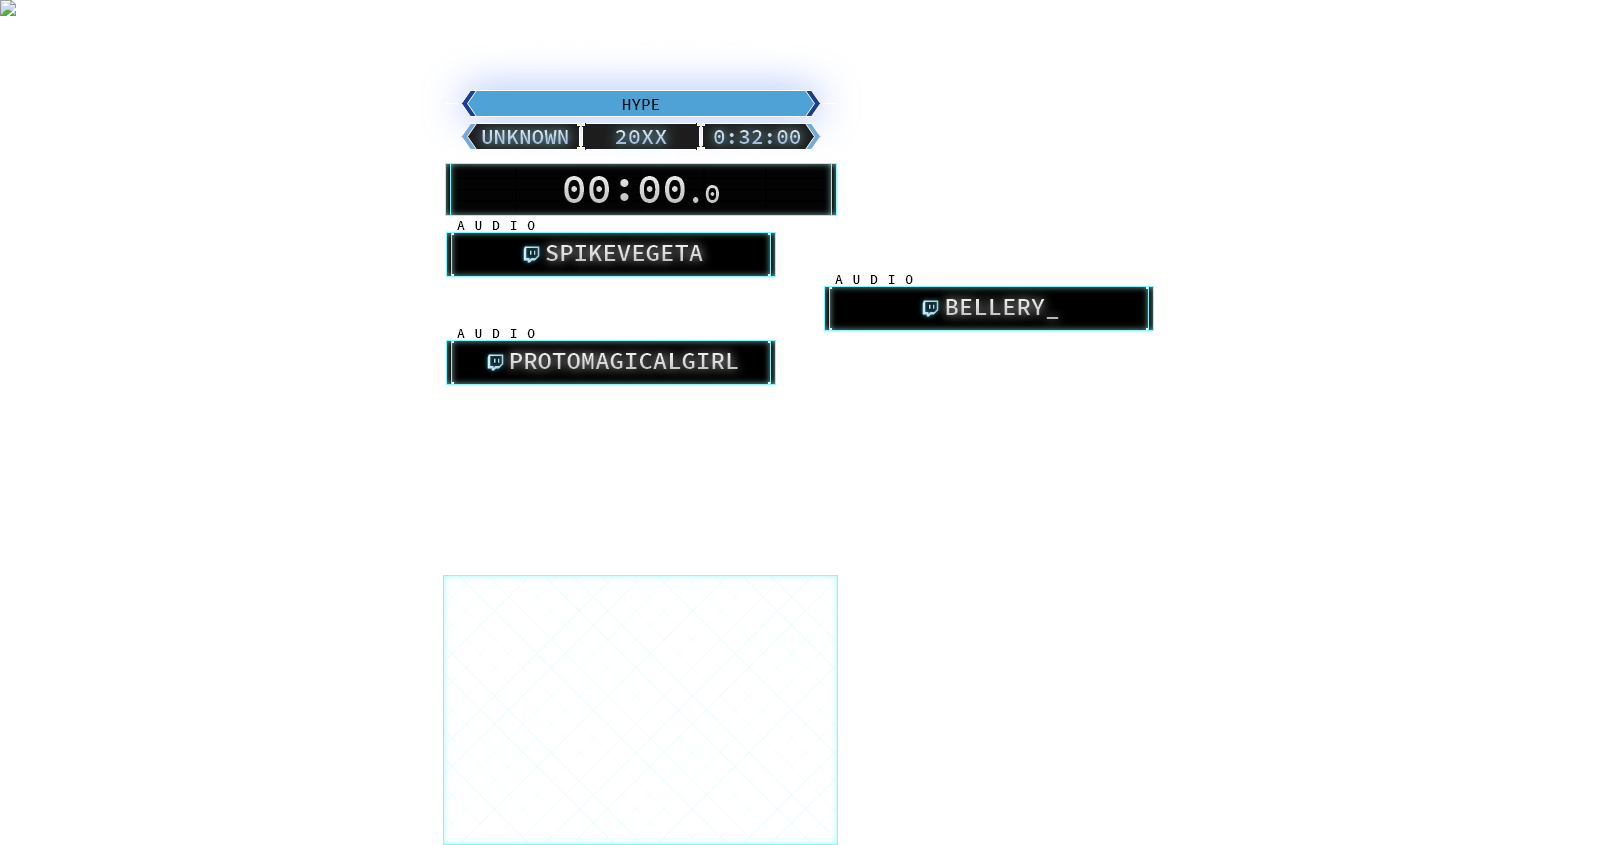 HYPE
UNKNOWN 20XX 0:32:00
00:00.0
AUDIO
SPIKEVEGETA
AUDIO
BELLERY_
AUDIO
PROTOMAGICALGIRL